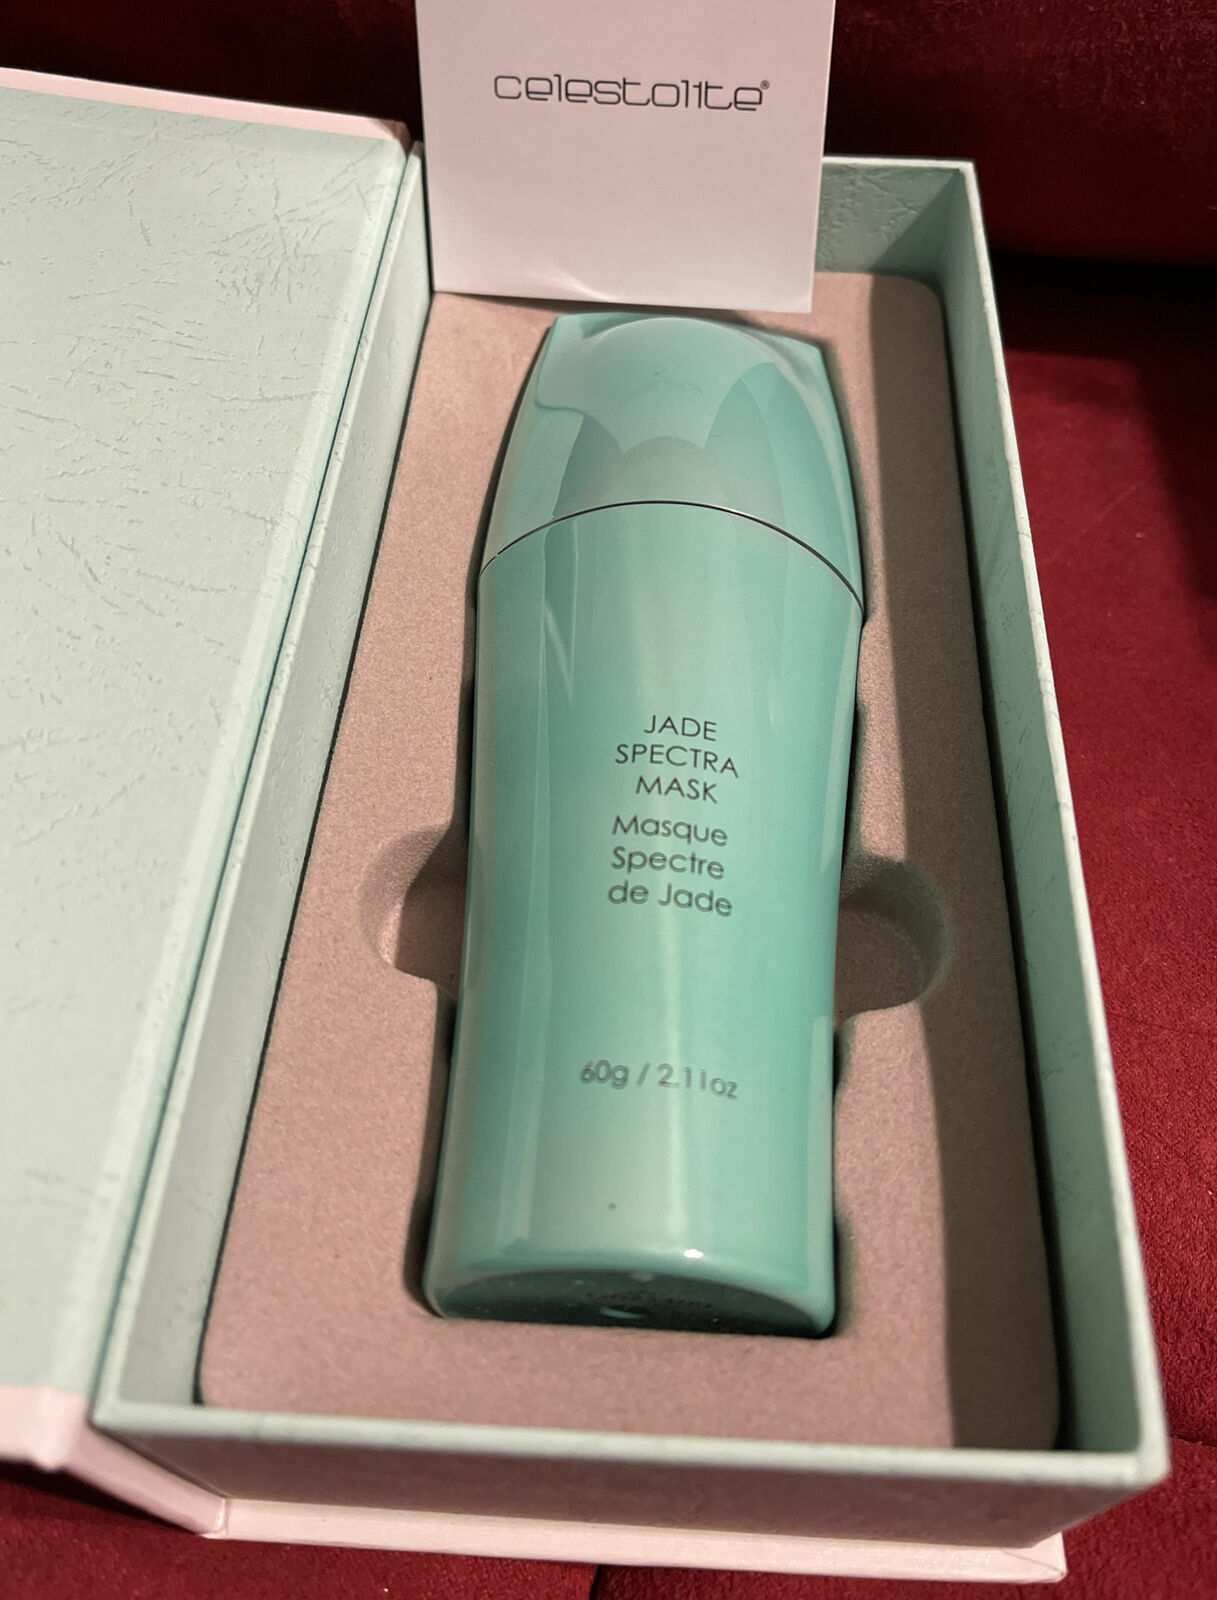 celestolite®
JADE
SPECTRA
MASK
Masque
Spectre
de Jade
60g / 2.11oz